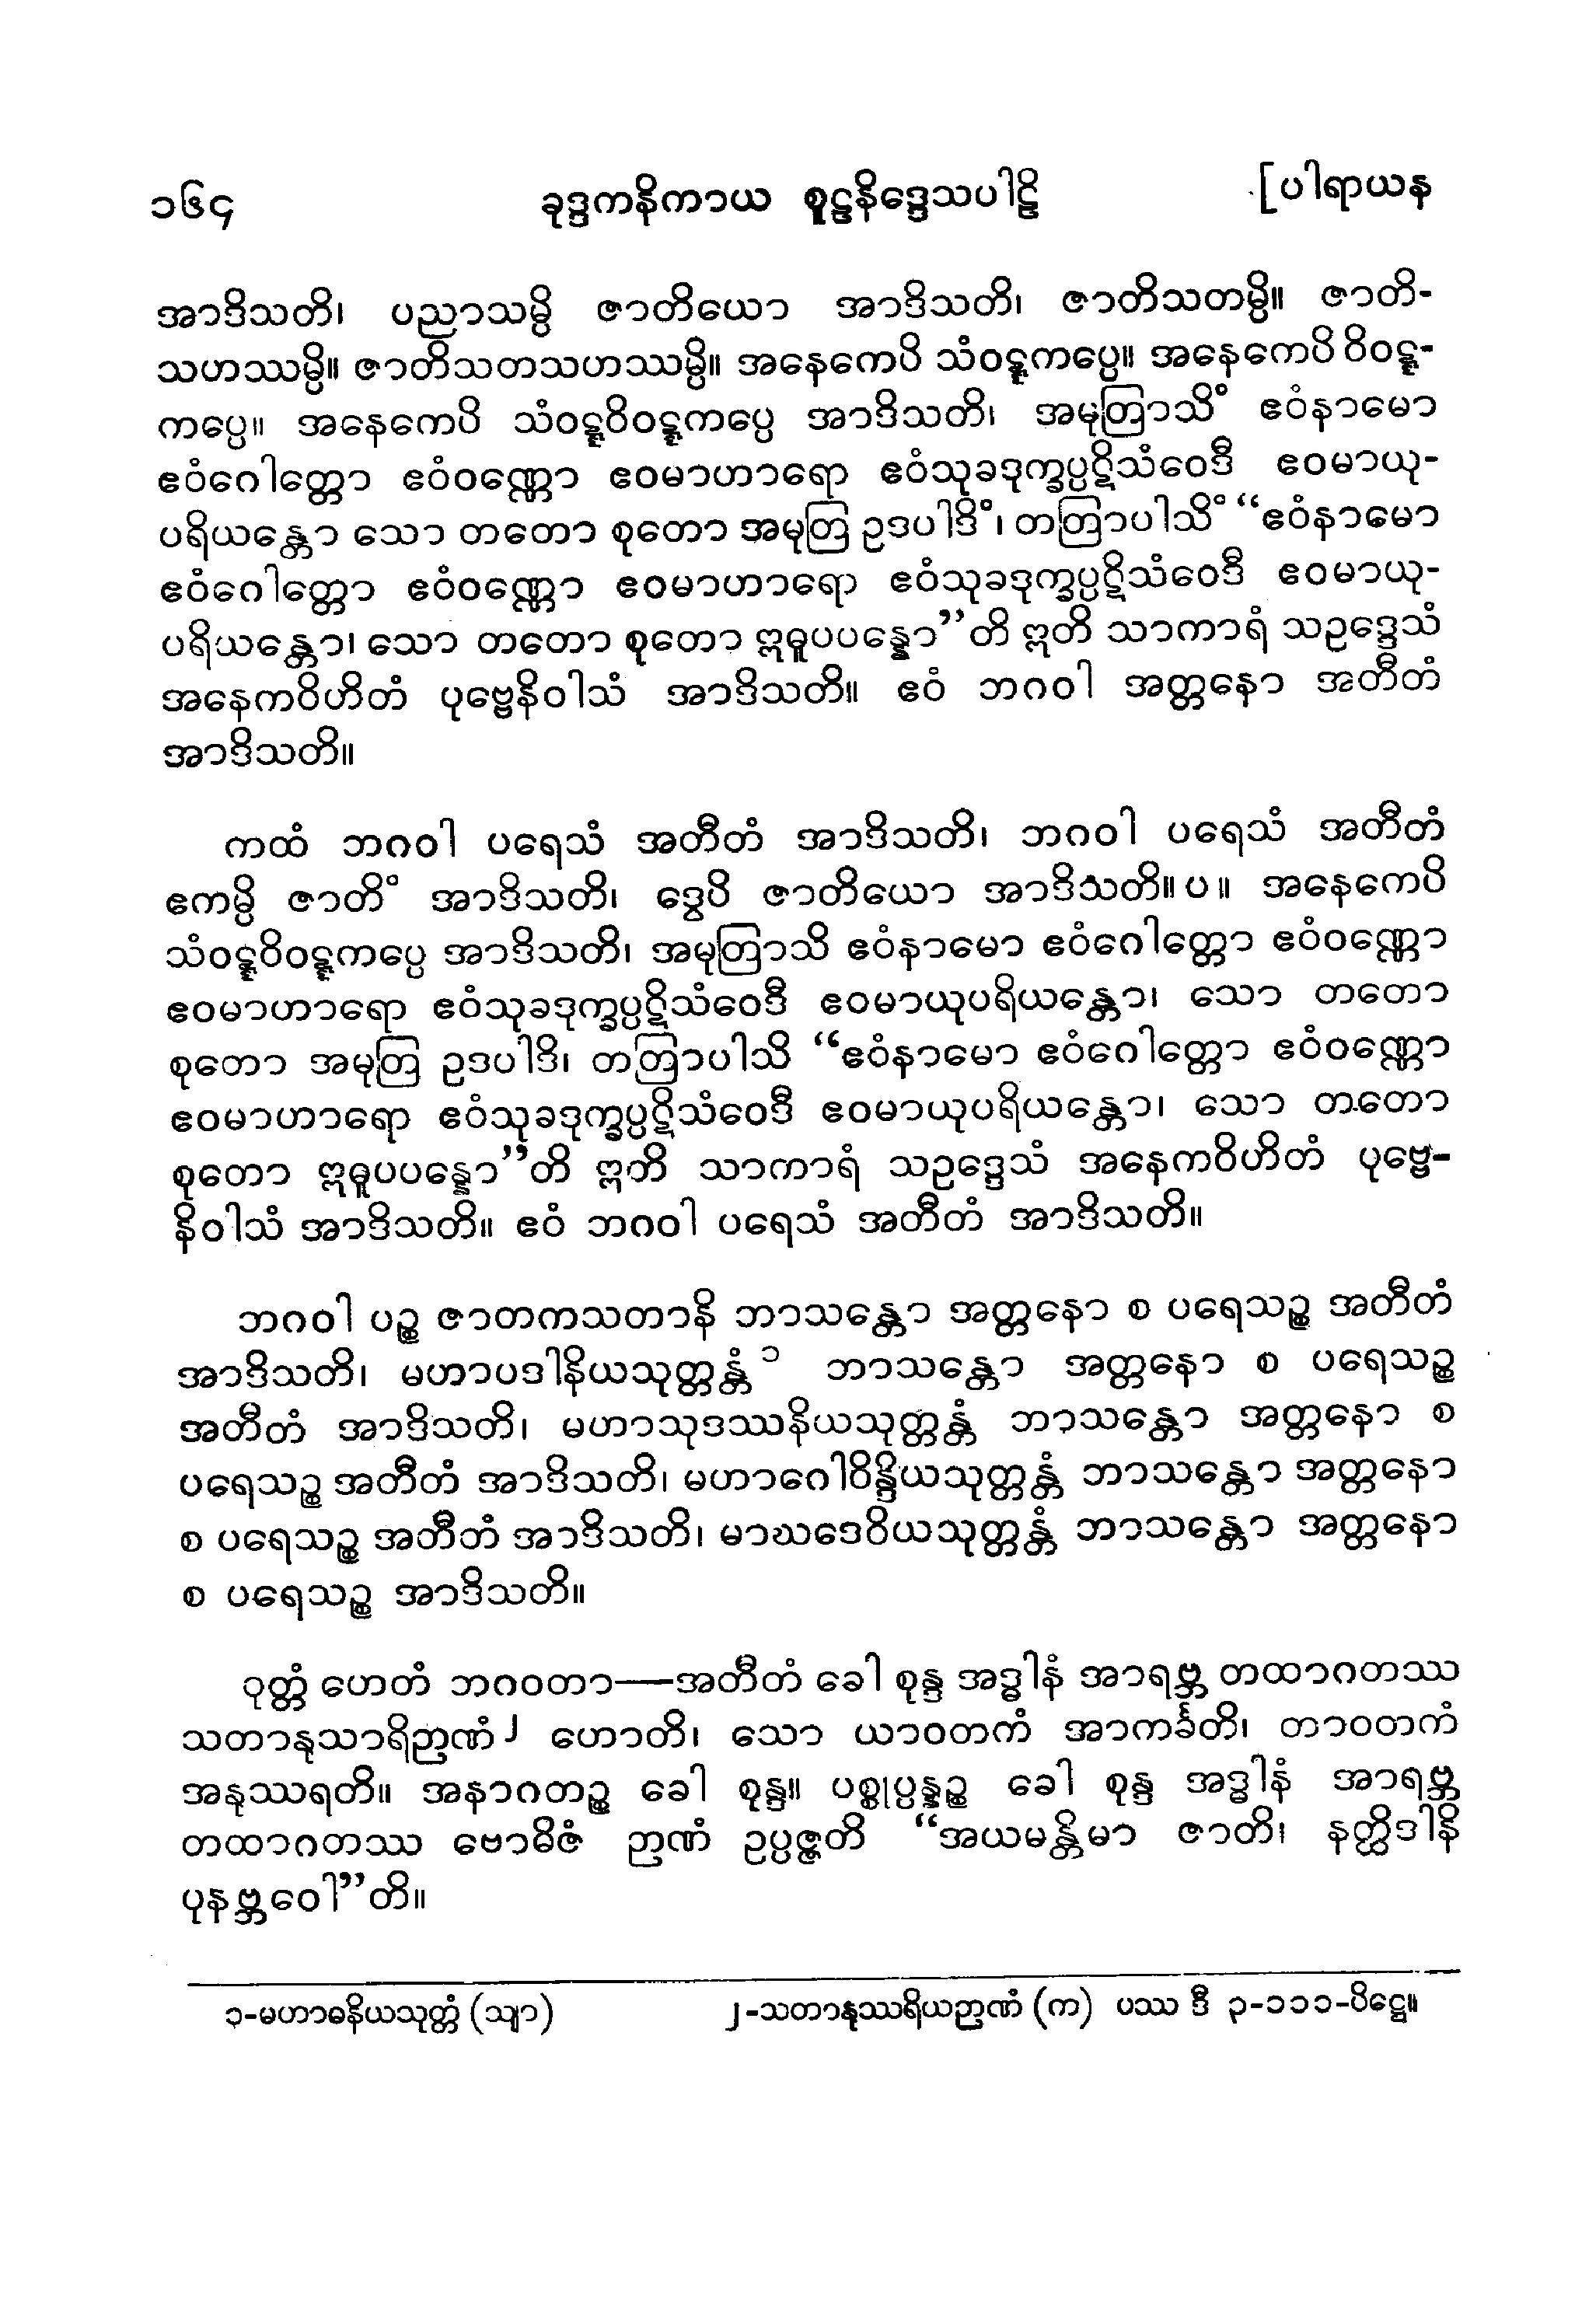 ၁၆၄ ခုဒ္ဒကနိကာယ စူဠနိဒ္ဒေသပါဠိ [ပါရာယန
အာဒိသတိ၊ ပညာသမ္ပိ ဇာတိယော အာဒိသတိ၊ ဇာတိသတမ္ပိ။ ဇာတိ-
သဟဿမ္ပိ။ ဇာတိသတသဟဿမ္ပိ။ အနေကေပိ သံဝဋ္ဋကပ္ပေ။ အနေကေပိ ဝိဝဋ္ဋ-
ကပ္ပေ။ အနေကေပိ သံဝဋ္ဋဝိဝဋ္ဋကပ္ပေ အာဒိသတိ၊ အမုတြာသိံ ဧဝံနာမော
ဧဝံဂေါတ္တော ဧဝံဝဏ္ဏော ဧဝမာဟာရော ဧဝံသုခဒုက္ခပ္ပဋိသံဝေဒီ ဧဝမာယု-
ပရိယန္တော သော တတော စုတော အမုတြ ဥဒပါဒိံ၊ တတြာပါသိံ “ဧဝံနာမော
ဧဝံဂေါတ္တော ဧဝံဝဏ္ဏော ဧဝမာဟာရော ဧဝံသုခဒုက္ခပ္ပဋိသံဝေဒီ ဧဝမာယု-
ပရိယန္တော၊ သော တတော စုတော ဣဓူပပန္နော”တိ ဣတိ သာကာရံ သဥဒ္ဒေသံ
အနေကဝိဟိတံ ပုဗ္ဗေနိဝါသံ အာဒိသတိ။ ဧဝံ ဘဂဝါ အတ္တနော အတီတံ
အာဒိသတိ။
ကထံ ဘဂဝါ ပရေသံ အတီတံ အာဒိသတိ၊ ဘဂဝါ ပရေသံ အတီတံ
ဧကမ္ပိ ဇာတိံ အာဒိသတိ၊ ဒွေပိ ဇာတိယော အာဒိသတိ။ပ။ အနေကေပိ
သံဝဋ္ဋဝိဝဋ္ဋကပ္ပေ အာဒိသတိ၊ အမုတြာသိ ဧဝံနာမော ဧဝံဂေါတ္တော ဧဝံဝဏ္ဏော
ဧဝမာဟာရော ဧဝံသုခဒုက္ခပ္ပဋိသံဝေဒီ ဧဝမာယုပရိယန္တော၊ သော တတော
စုတော အမုတြ ဥဒပါဒိ၊ တတြာပါသိ “ဧဝံနာမော ဧဝံဂေါတ္တော ဧဝံဝဏ္ဏော
ဧဝမာဟာရော ဧဝံသုခဒုက္ခပ္ပဋိသံဝေဒီ ဧဝမာယုပရိယန္တော၊ သော တတော
စုတော ဣဓူပပန္နော”တိ ဣတိ သာကာရံ သဥဒ္ဒေသံ အနေကဝိဟိတံ ပုဗ္ဗေ-
နိဝါသံ အာဒိသတိ။ ဧဝံ ဘဂဝါ ပရေသံ အတီတံ အာဒိသတိ။
ဘဂဝါ ပဉ္စ ဇာတကသတာနိ ဘာသန္တော အတ္တနော စ ပရေသဉ္စ အတီတံ
အာဒိသတိ၊ မဟာပဒါနိယသုတ္တန္တံ ၁ ဘာသန္တော အတ္တနော စ ပရေသဉ္စ
အတီတံ အာဒိသတိ၊ မဟာသုဒဿနိယသုတ္တန္တံ ဘာသန္တော အတ္တနော စ
ပရေသဉ္စ အတီတံ အာဒိသတိ၊ မဟာဂေါဝိန္ဒိယသုတ္တန္တံ ဘာသန္တော အတ္တနော
စ ပရေသဉ္စ အတီတံ အာဒိသတိ၊ မာဃဒေဝိယသုတ္တန္တံ ဘာသန္တော အတ္တနော
စ ပရေသဉ္စ အာဒိသတိ။
ဝုတ္တံ ဟေတံ ဘဂဝတာ—အတီတံ ခေါ စုန္ဒ အဒ္ဓါနံ အာရဗ္ဘ တထာဂတဿ
သတာနုသာရိဉာဏံ၂ ဟောတိ၊ သော ယာဝတကံ အာကင်္ခတိ၊ တာဝတကံ
အနုဿရတိ။ အနာဂတဉ္စ ခေါ စုန္ဒ။ ပစ္စုပ္ပန္နဉ္စ ခေါ စုန္ဒ အဒ္ဓါနံ အာရဗ္ဘ
တထာဂတဿ ဗောဓိဇံ ဉာဏံ ဥပ္ပဇ္ဇတိ “အယမန္တိမာ ဇာတိ၊ နတ္ထိဒါနိ
ပုနဗ္ဘဝေါ”တိ။
၁-မဟာဓနိယသုတ္တံ (သျာ) ၂-သတာနုဿရိယဉာဏံ (က) ပဿ ဒီ ၃-၁၁၁-ပိဋ္ဌေ။